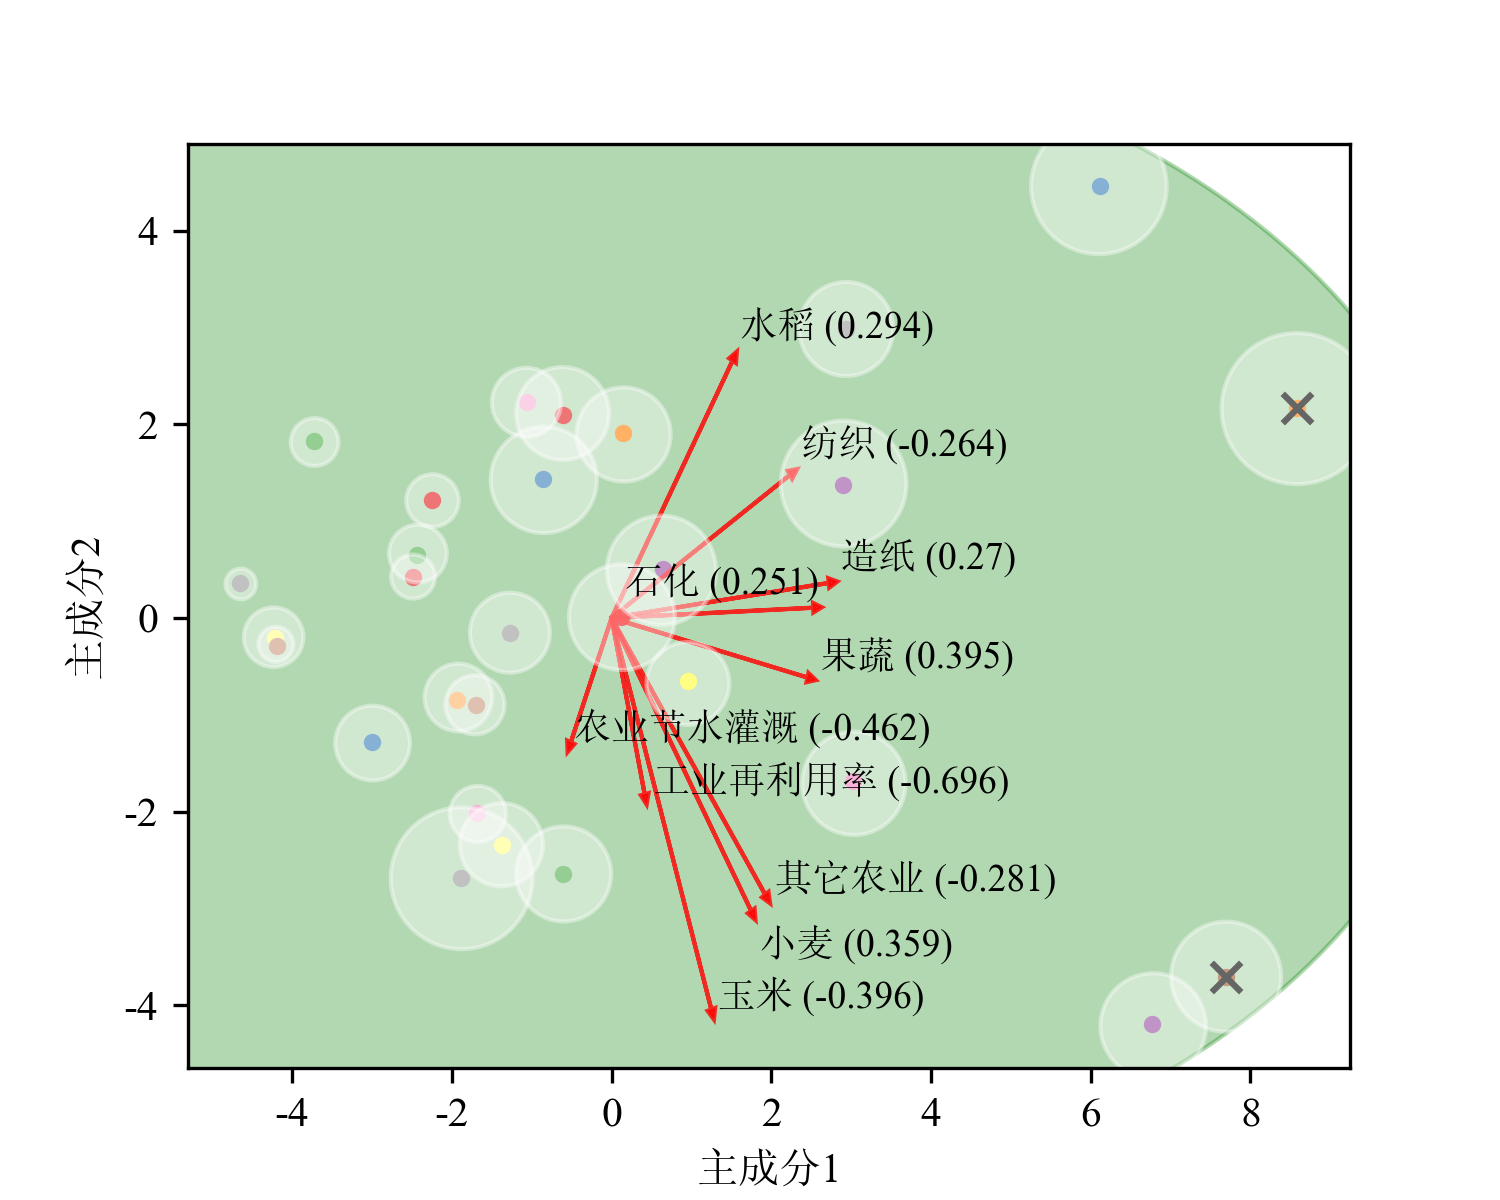 4
2
0
-2
-4
主成分2
水稻 (0.294)
纺织 (-0.264)
造纸 (0.27)
石化 (0.251)
果蔬 (0.395)
农业节水灌溉 (-0.462)
工业再利用率 (-0.696)
其它农业 (-0.281)
小麦 (0.359)
玉米 (-0.396)
-4 -2 0 2 4 6 8
主成分1